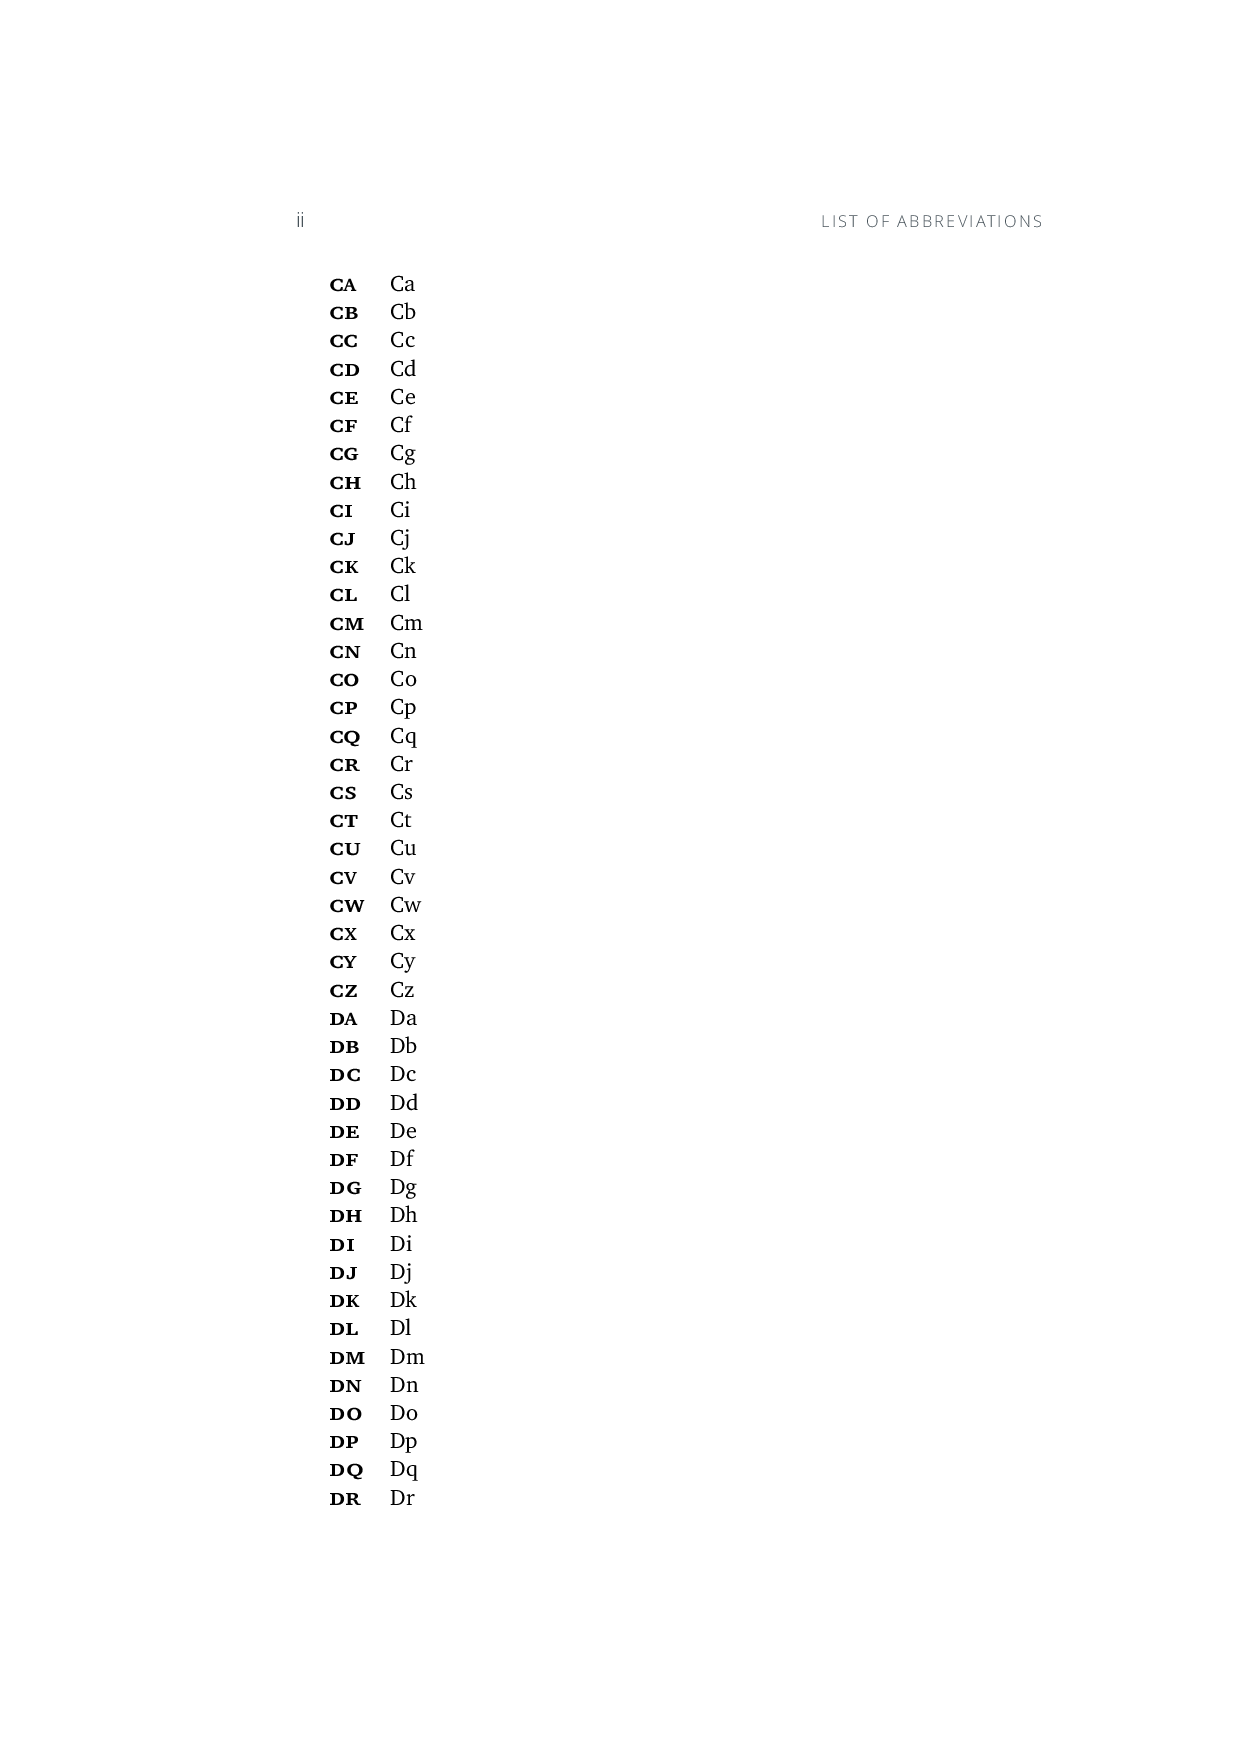 ii LIST OF ABBREVIATIONS
CA Ca
CB Cb
CC Cc
CD Cd
CE Ce
CF Cf
CG Cg
CH Ch
CI Ci
CJ Cj
CK Ck
CL Cl
CM Cm
CN Cn
CO Co
CP Cp
CQ Cq
CR Cr
CS Cs
CT Ct
CU Cu
CV Cv
CW Cw
CX Cx
CY Cy
CZ Cz
DA Da
DB Db
DC Dc
DD Dd
DE De
DF Df
DG Dg
DH Dh
DI Di
DJ Dj
DK Dk
DL Dl
DM Dm
DN Dn
DO Do
DP Dp
DQ Dq
DR Dr